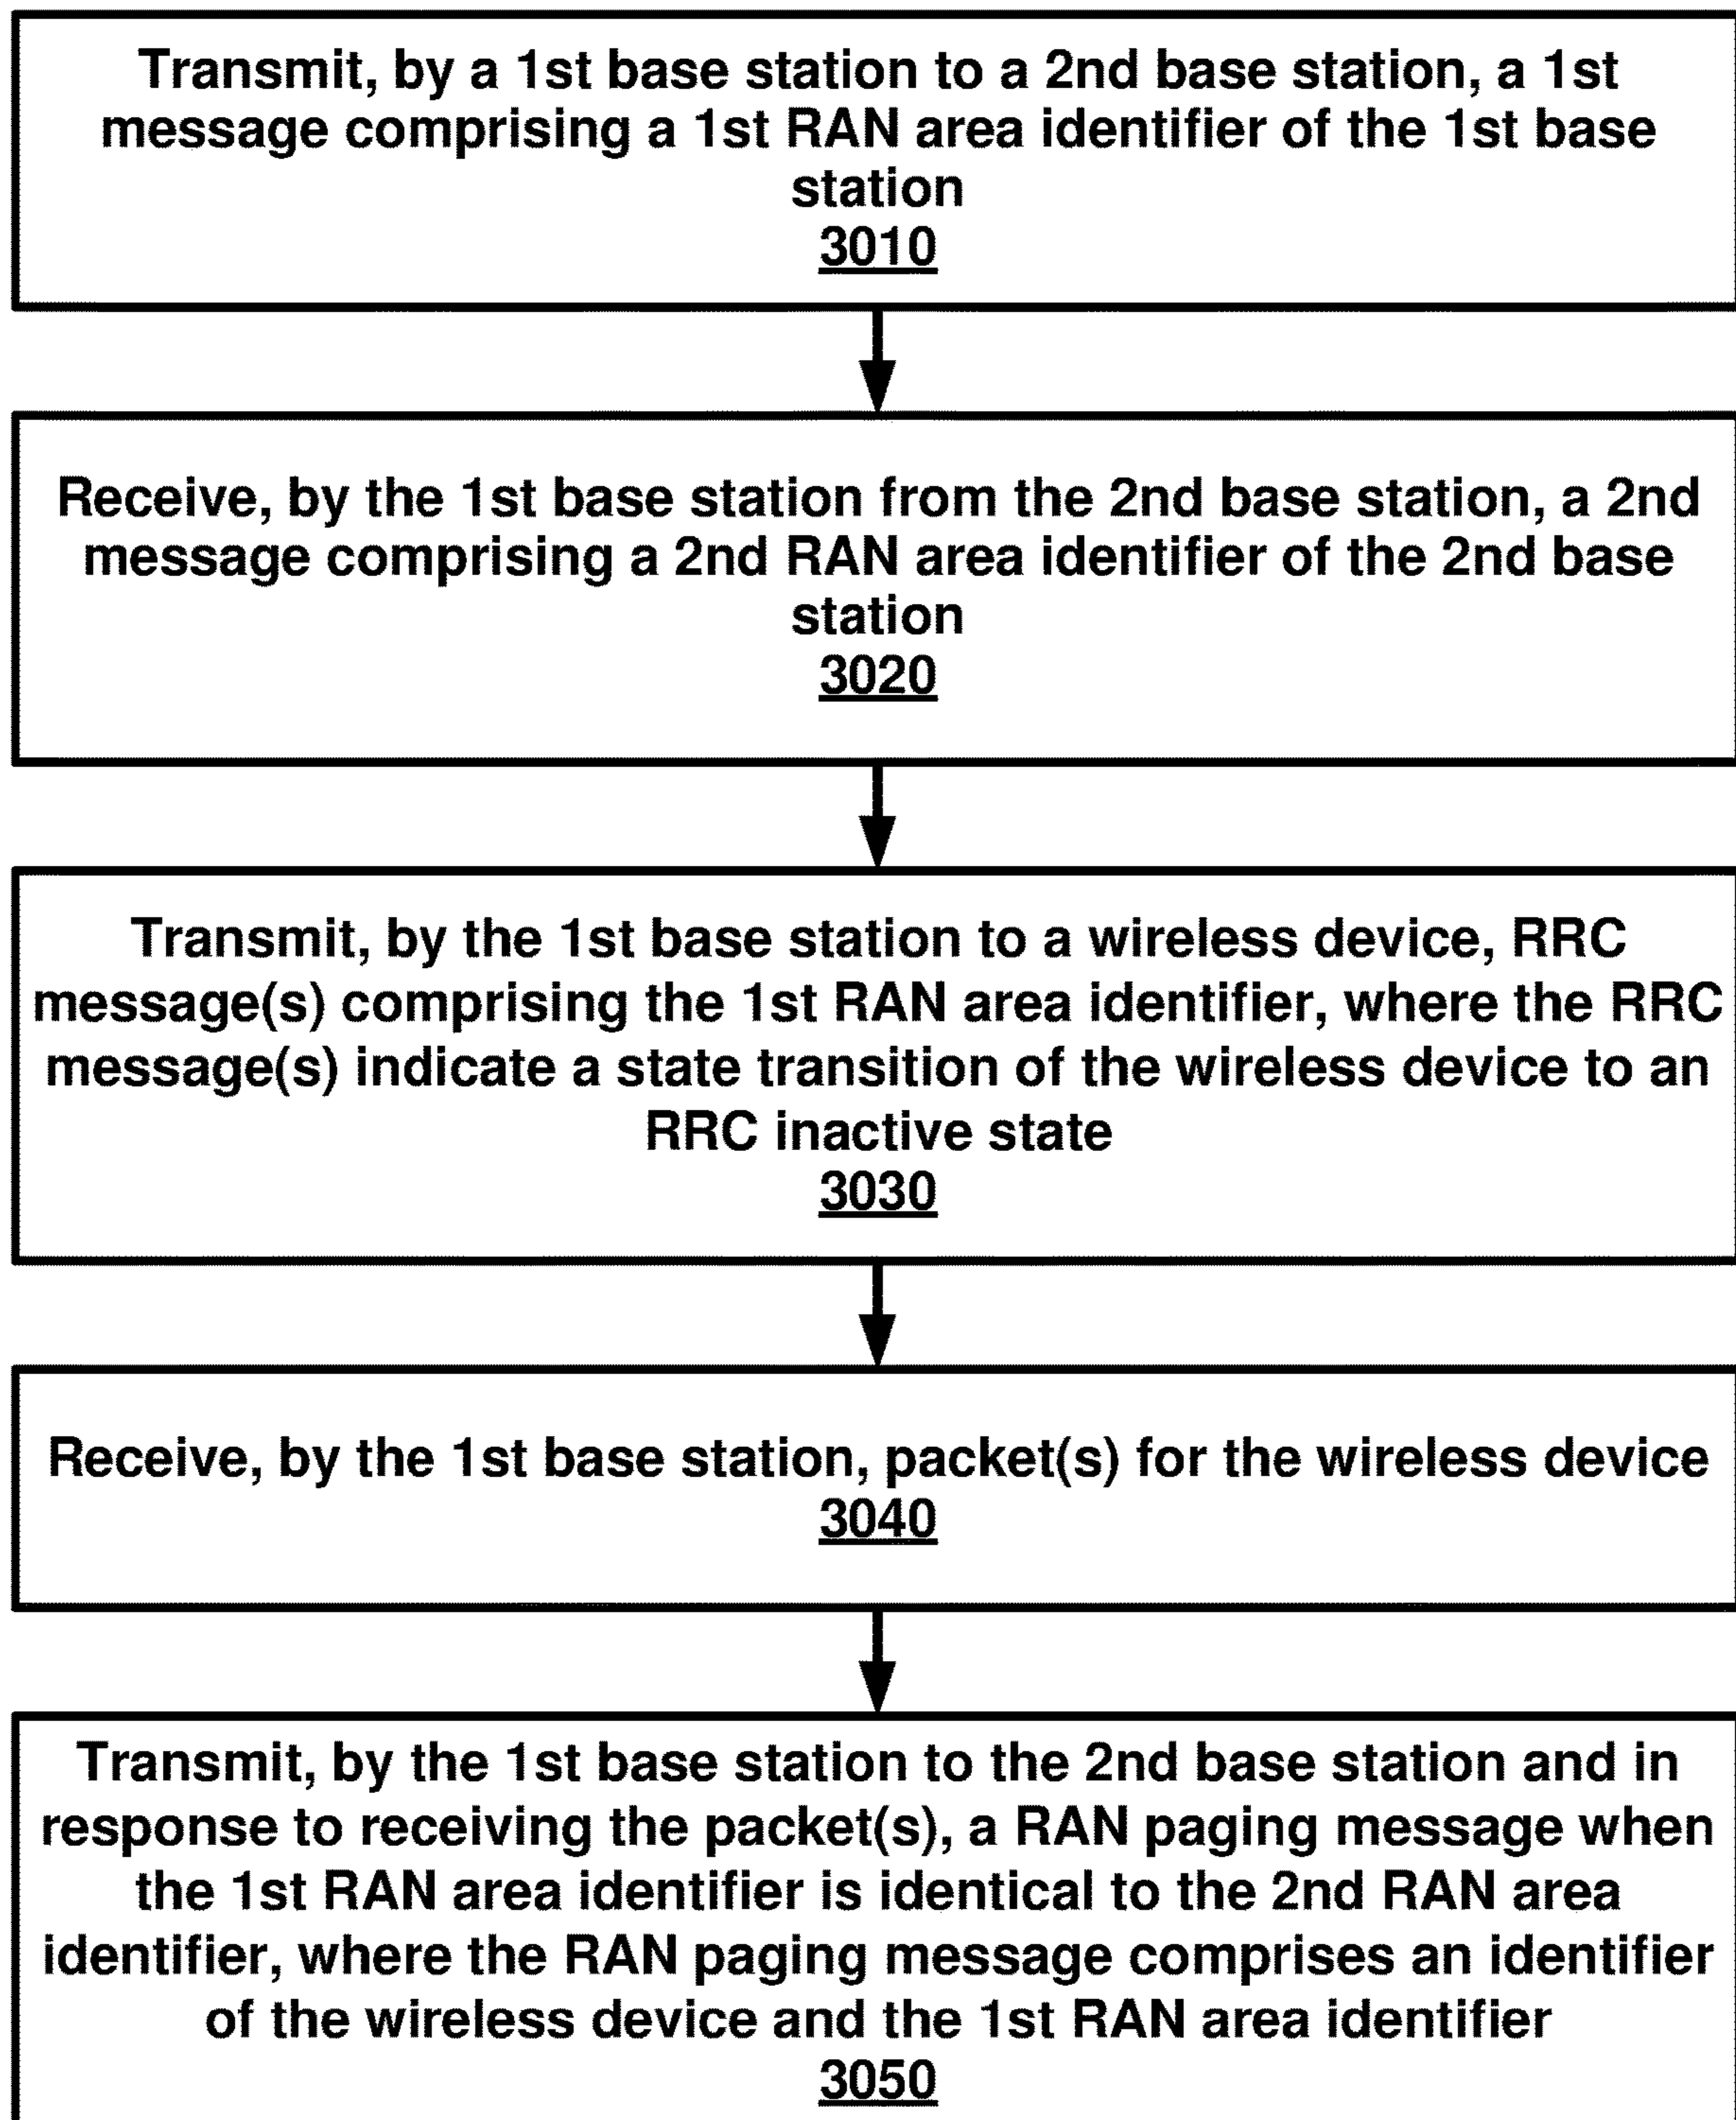 Transmit, by a 1st base station to a 2nd base station, a 1st
message comprising a 1st RAN area identifier of the 1st base
station
3010
Receive, by the 1st base station from the 2nd base station, a 2nd
message comprising a 2nd RAN area identifier of the 2nd base
station
3020
Transmit, by the 1st base station to a wireless device, RRC
message(s) comprising the 1st RAN area identifier, where the RRC
message(s) indicate a state transition of the wireless device to an
RRC inactive state
3030
Receive, by the 1st base station, packet(s) for the wireless device
3040
Transmit, by the 1st base station to the 2nd base station and in
response to receiving the packet(s), a RAN paging message when
the 1st RAN area identifier is identical to the 2nd RAN area
identifier, where the RAN paging message comprises an identifier
of the wireless device and the 1st RAN area identifier
3050